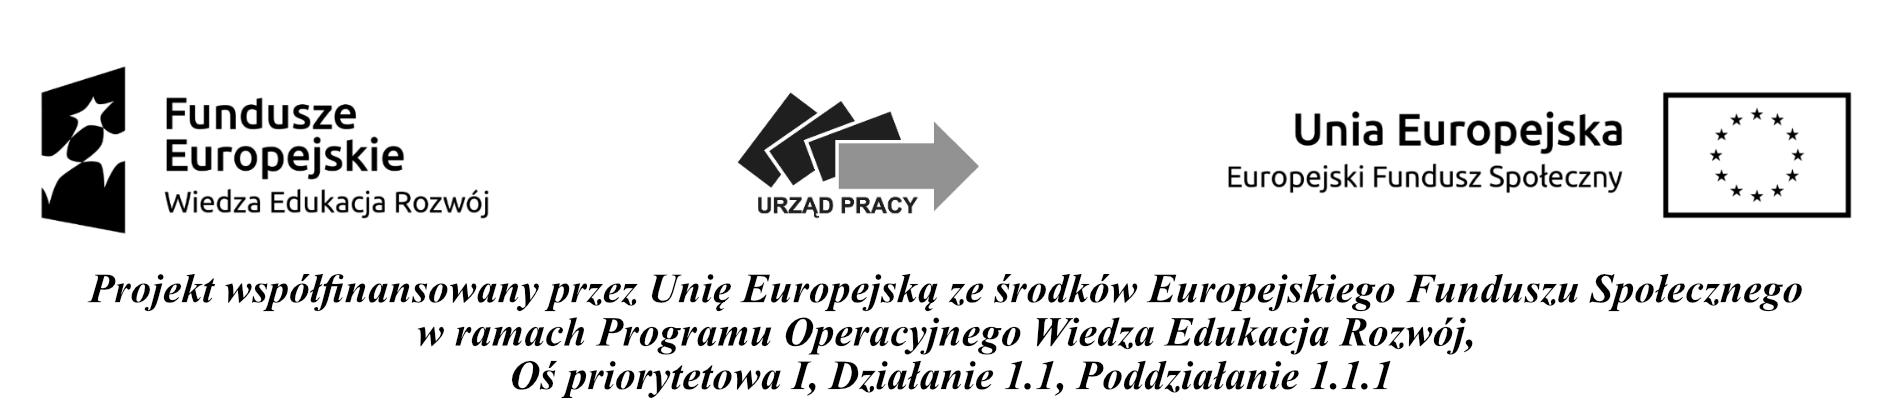 Fundusze
Europejskie
Wiedza Edukacja Rozwój
URZĄD PRACY
Unia Europejska
Europejski Fundusz Społeczny
Projekt współfinansowany przez Unię Europejską ze środków Europejskiego Funduszu Społecznego
w ramach Programu Operacyjnego Wiedza Edukacja Rozwój,
Oś priorytetowa I, Działanie 1.1, Poddziałanie 1.1.1